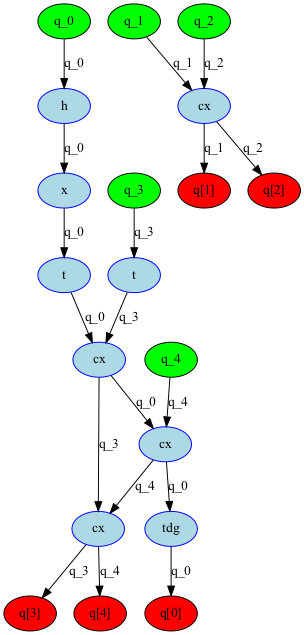 q_0 q_1 q_2
q_0 q_1 q_2
h cx
q_0 q_1 q_2
x q_3 q[1] q[2]
q_0 q_3
t t
q_0 q_3
cx q_4
q_0 q_4
q_3 cx
q_4 q_0
cx tdg
q_3 q_4 q_0
q[3] q[4] q[0]